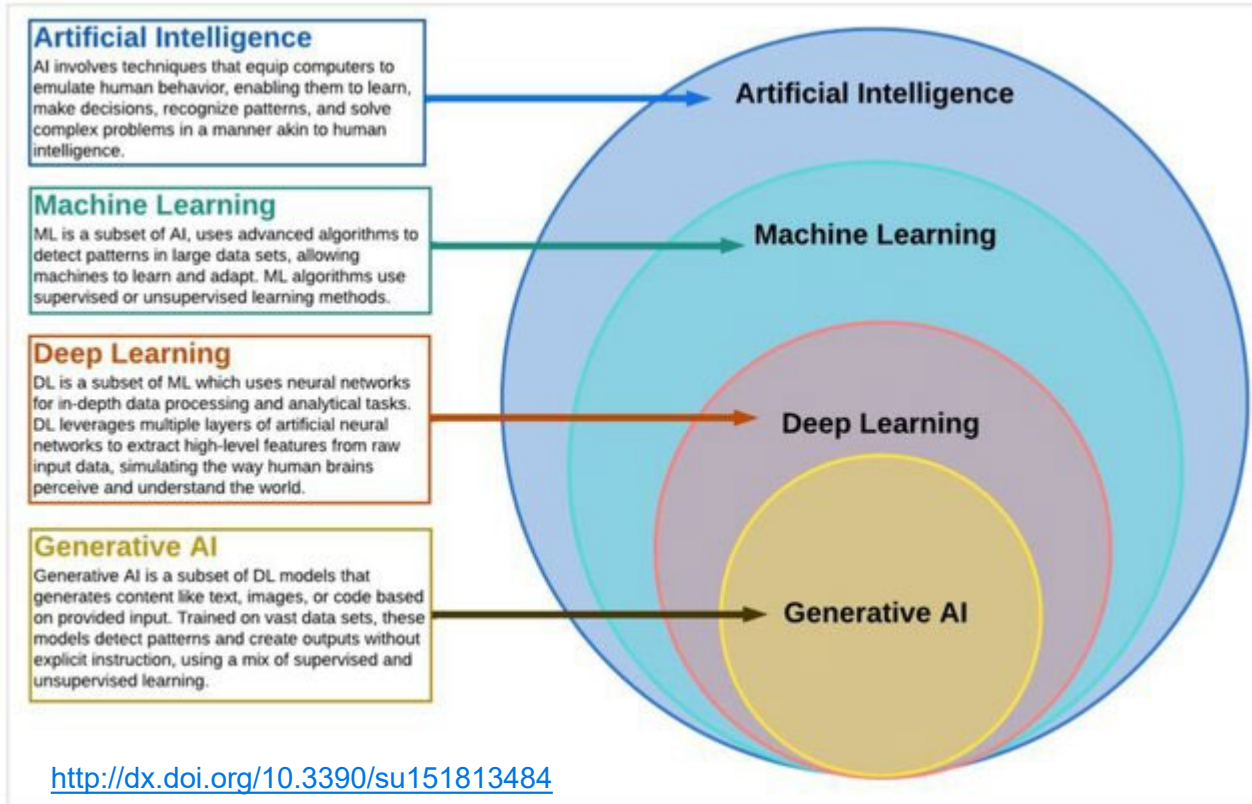 Artificial Intelligence
AI involves techniques that equip computers to
emulate human behavior, enabling them to learn,
make decisions, recognize patterns, and solve
complex problems in a manner akin to human
intelligence.
Machine Learning
ML is a subset of AI, uses advanced algorithms to
detect patterns in large data sets, allowing
machines to learn and adapt. ML algorithms use
supervised or unsupervised learning methods.
Deep Learning
DL is a subset of ML which uses neural networks
for in-depth data processing and analytical tasks.
DL leverages multiple layers of artificial neural
networks to extract high-level features from raw
input data, simulating the way human brains
perceive and understand the world.
Generative AI
Generative AI is a subset of DL models that
generates content like text, images, or code based
on provided input. Trained on vast data sets, these
models detect patterns and create outputs without
explicit instruction, using a mix of supervised and
unsupervised learning.
Artificial Intelligence
Machine Learning
Deep Learning
Generative AI
http://dx.doi.org/10.3390/su151813484